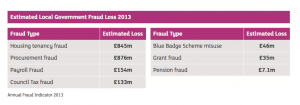 Estimated Local Government Fraud Loss 2013
Fraud Type Estimated Loss
Housing tenancy fraud £845m
Procurement fraud £876m
Payroll Fraud £154m
Council Tax fraud £133m
Fraud Type Estimated Loss
Blue Badge Scheme misuse £46m
Grant fraud £35m
Pension fraud £7.1m
Annual Fraud Indicator 2013